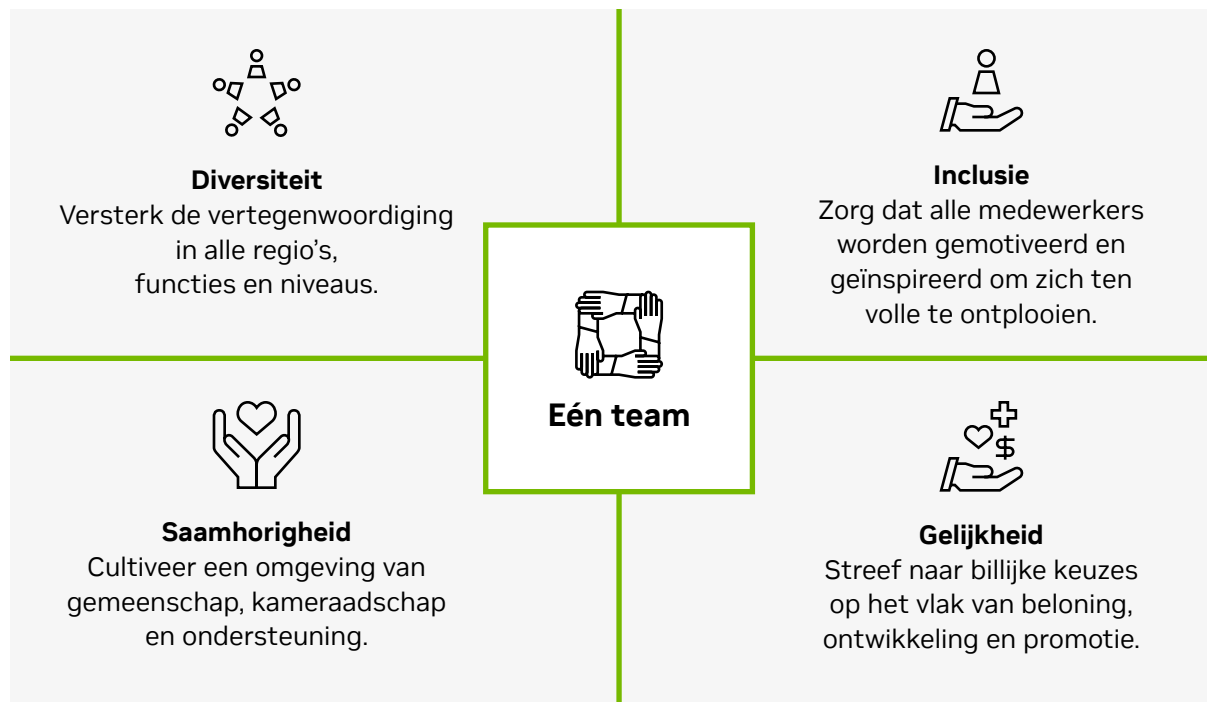 Diversiteit
Versterk de vertegenwoordiging
in alle regio's,
functies en niveaus.
Inclusie
Zorg dat alle medewerkers
worden gemotiveerd en
geïnspireerd om zich ten
volle te ontplooien.
Eén team
Saamhorigheid
Cultiveer een omgeving van
gemeenschap, kameraadschap
en ondersteuning.
$
Gelijkheid
Streef naar billijke keuzes
op het vlak van beloning,
ontwikkeling en promotie.